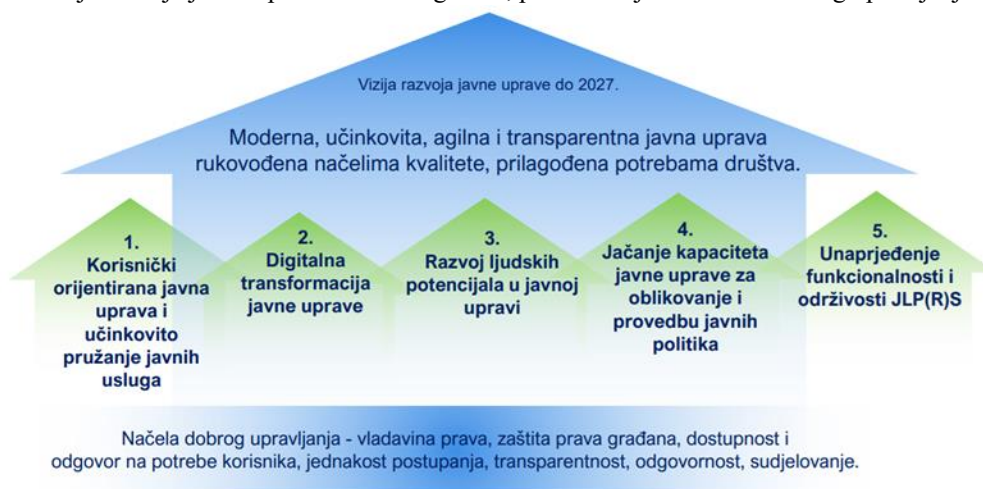 Vizija razvoja javne uprave do 2027.
Moderna, učinkovita, agilna i transparentna javna uprava
rukovođena načelima kvalitete, prilagođena potrebama društva.
1.
Korisnički
orijentirana javna
uprava i
učinkovito
pružanje javnih
usluga
2.
Digitalna
transformacija
javne uprave
3.
Razvoj ljudskih
potencijala u javnoj
upravi
4.
Jačanje kapaciteta
javne uprave za
oblikovanje i
provedbu javnih
politika
5.
Unaprjeđenje
funkcionalnosti i
održivosti JLP(R)S
Načela dobrog upravljanja - vladavina prava, zaštita prava građana, dostupnost i
odgovor na potrebe korisnika, jednakost postupanja, transparentnost, odgovornost, sudjelovanje.